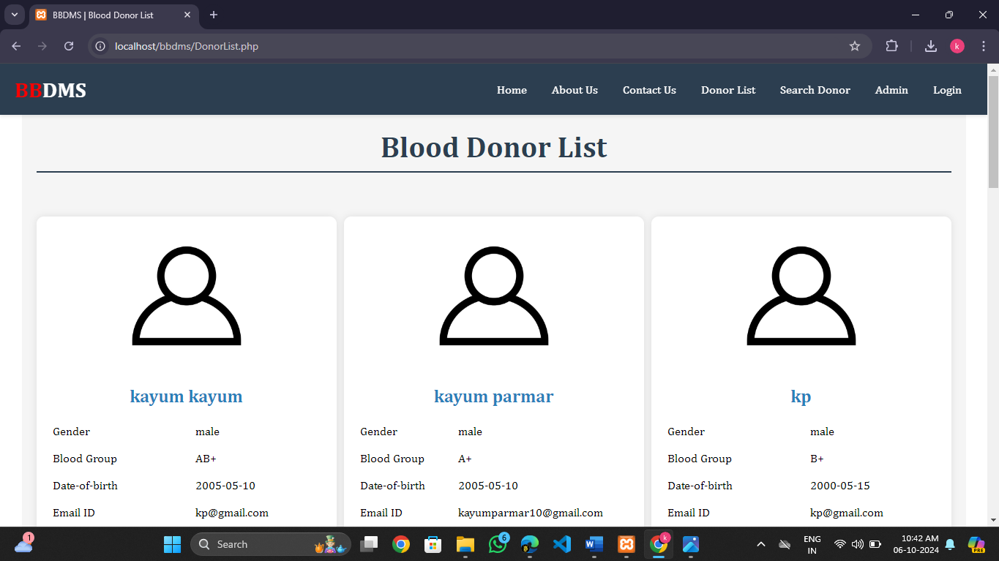 BBDMS | Blood Donor List
localhost/bbdms/DonorList.php
k
BBDMS
Home About Us Contact Us Donor List Search Donor Admin Login
Blood Donor List
kayum kayum
Gender male
Blood Group AB+
Date-of-birth 2005-05-10
Email ID kp@gmail.com
kayum parmar
Gender male
Blood Group A+
Date-of-birth 2005-05-10
Email ID kayumparmar10@gmail.com
kp
Gender male
Blood Group B+
Date-of-birth 2000-05-15
Email ID kp@gmail.com
1
Search
6
k
ENG
IN
10:42 AM
06-10-2024
PRE